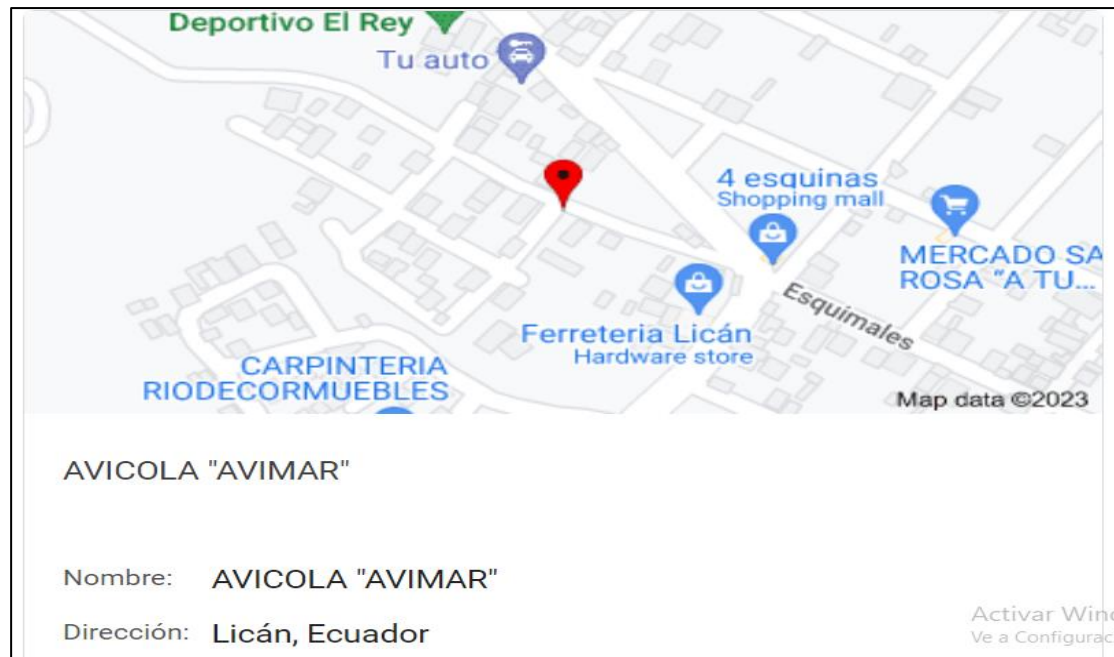 Deportivo El Rey
Tu auto
4 esquinas
Shopping mall
MERCADO SA
ROSA "A TU...
Esquimales
Ferreteria Licán
Hardware store
CARPINTERIA
RIODECORMUEBLES
Map data ©2023
AVICOLA "AVIMAR"
Nombre: AVICOLA "AVIMAR"
Dirección: Licán, Ecuador
Activar Wind
Ve a Configurac